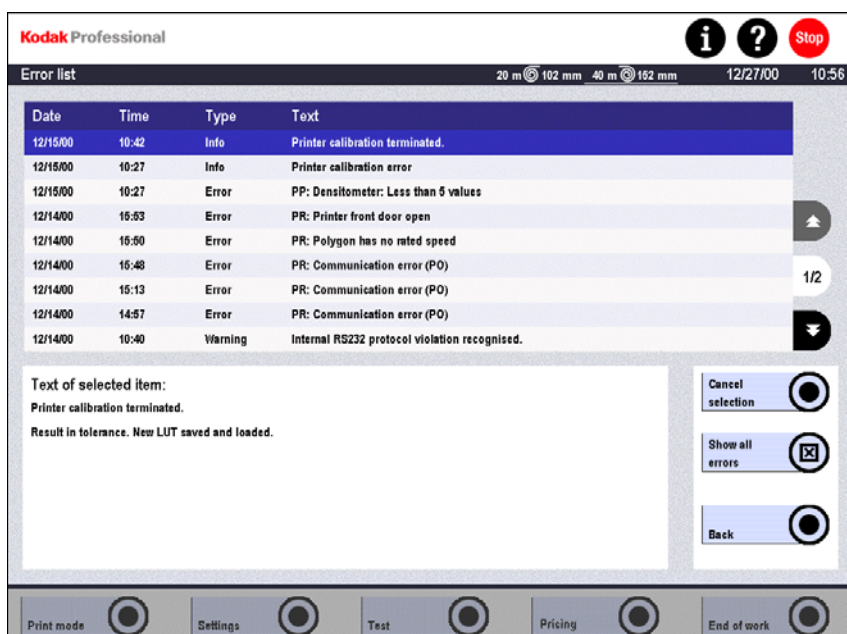 Kodak Professional
i ? Stop
Error list 20 m 102 mm 40 m 152 mm 12/27/00 10:56
Date Time Type Text
12/15/00 10:42 Info Printer calibration terminated.
12/15/00 10:27 Info Printer calibration error
12/15/00 10:27 Error PP: Densitometer: Less than 5 values
12/14/00 15:53 Error PR: Printer front door open
12/14/00 15:50 Error PR: Polygon has no rated speed
12/14/00 15:48 Error PR: Communication error (PO)
12/14/00 15:13 Error PR: Communication error (PO)
12/14/00 14:57 Error PR: Communication error (PO)
12/14/00 10:40 Warning Internal RS232 protocol violation recognised.
1/2
Text of selected item:
Printer calibration terminated.
Result in tolerance. New LUT saved and loaded.
Cancel
selection
Show all
errors
Back
Print mode Settings Test Pricing End of work